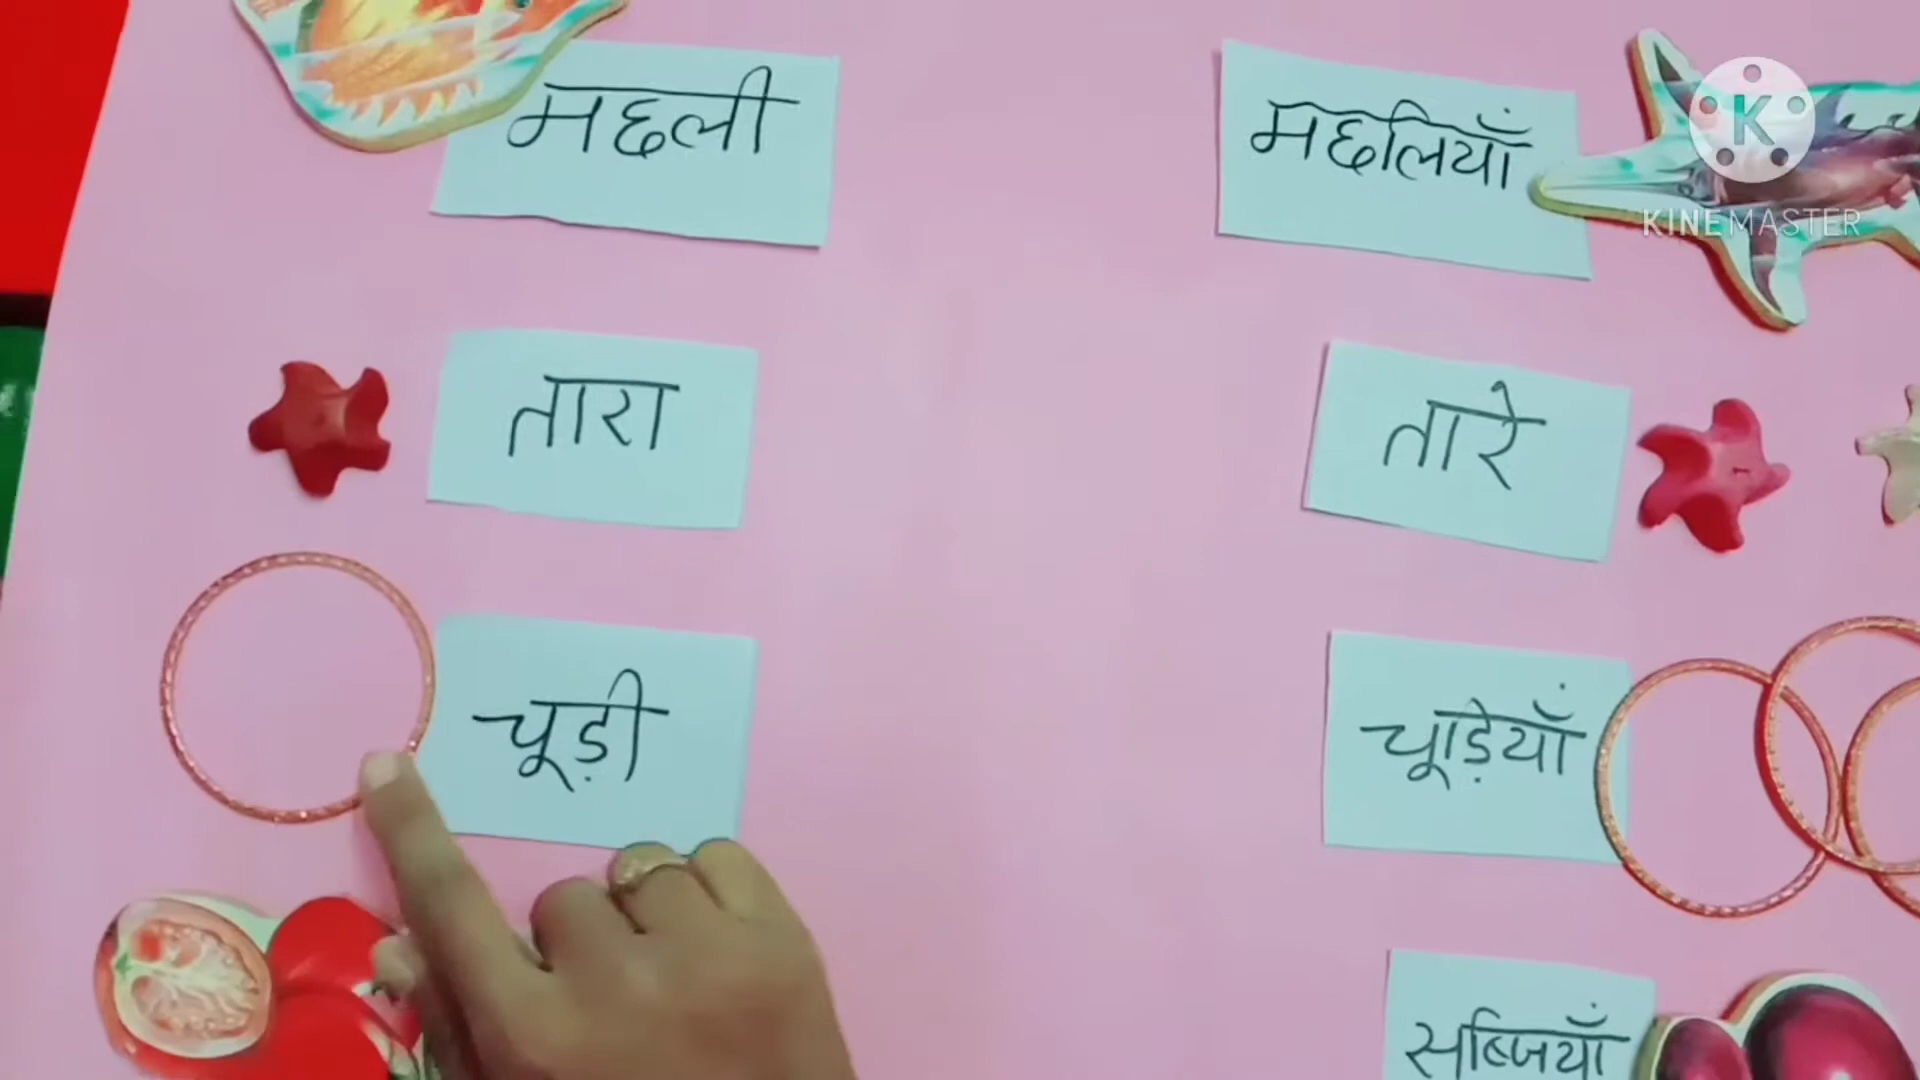 मछली
मछलियाँ
KINEMASTER
तारा
तारे
चूड़ी
चूड़ियाँ
सब्जियाँ